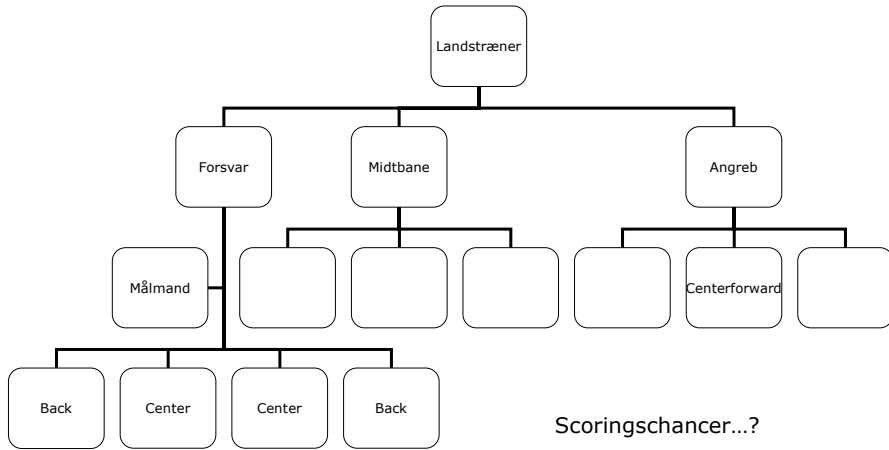 Landstræner
Forsvar
Midtbane
Angreb
Målmand
Centerforward
Back
Center
Center
Back
Scoringschancer...?